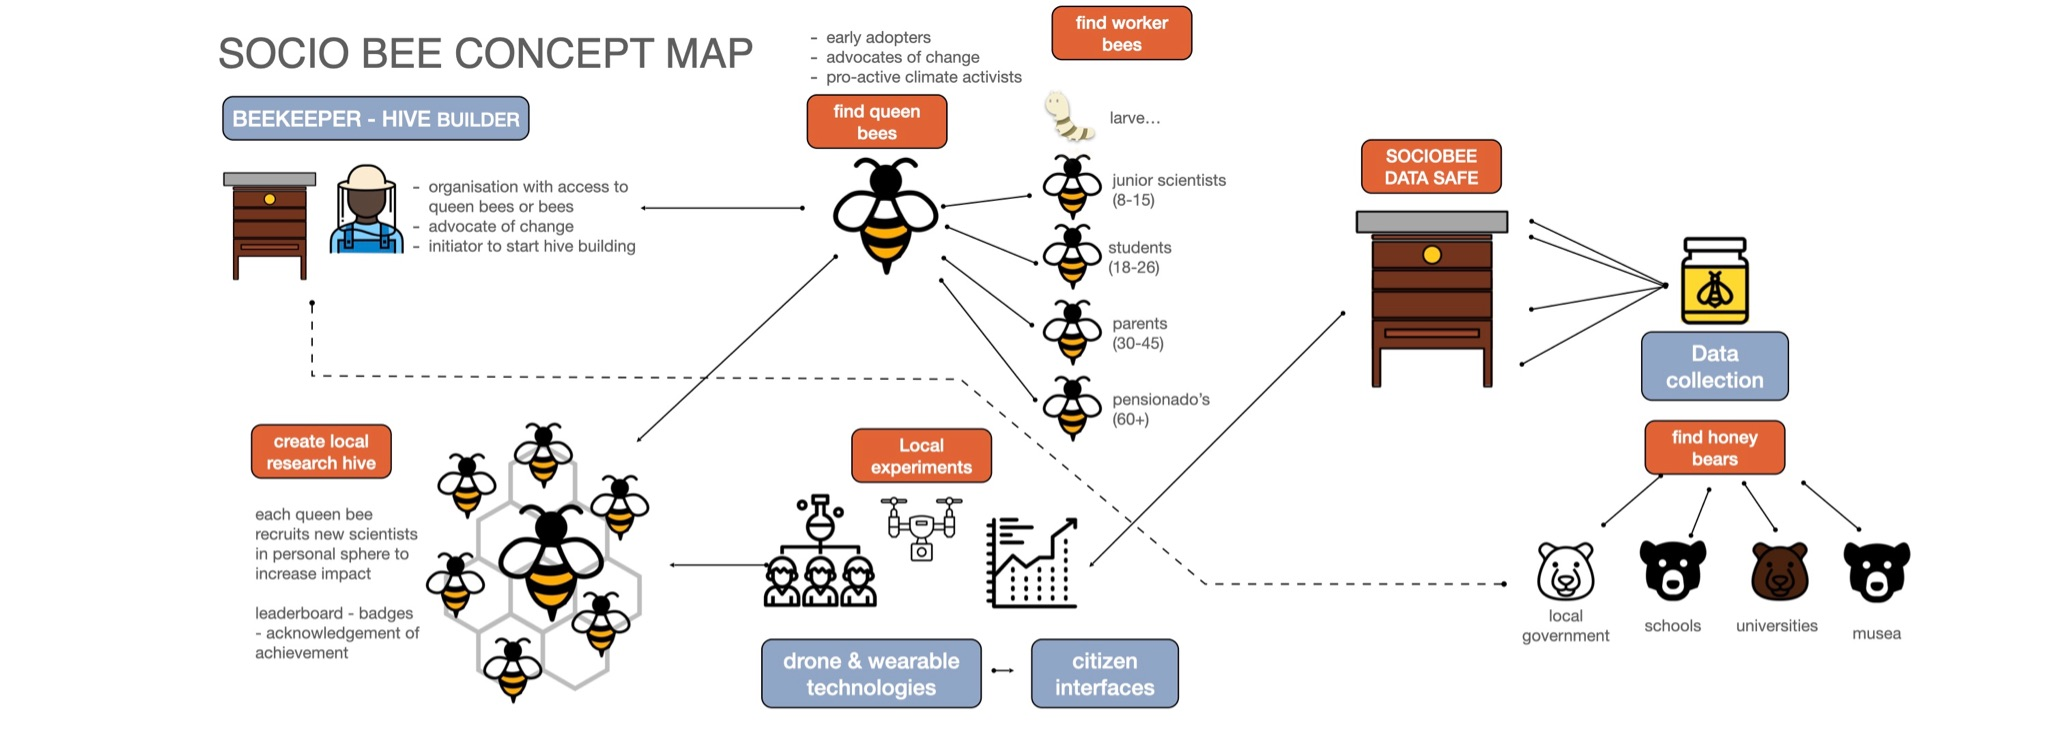 SOCIO BEE CONCEPT MAP
BEEKEEPER - HIVE BUILDER
- organisation with access to
queen bees or bees
- advocate of change
- initiator to start hive building
- early adopters
- advocates of change
- pro-active climate activists
find queen
bees
find worker
bees
larve...
junior scientists
(8-15)
students
(18-26)
parents
(30-45)
pensionado's
(60+)
SOCIOBEE
DATA SAFE
Data
collection
find honey
bears
local
government
schools
universities
musea
create local
research hive
each queen bee
recruits new scientists
in personal sphere to
increase impact
leaderboard - badges
- acknowledgement of
achievement
Local
experiments
drone & wearable
technologies
citizen
interfaces